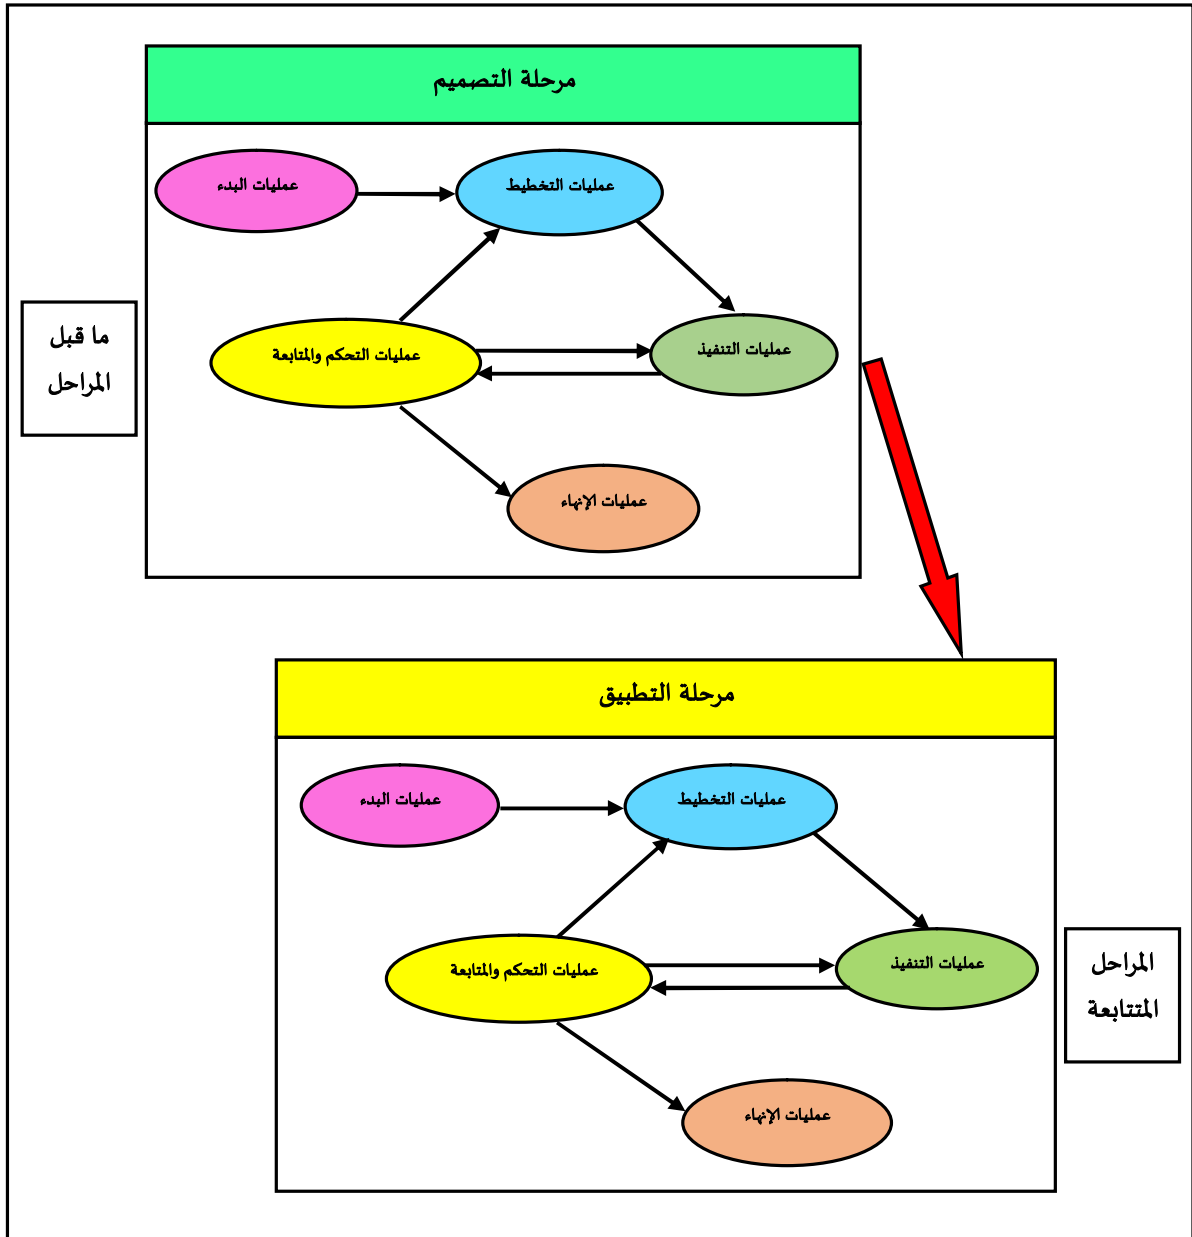 مرحلة التصميم
عمليات البدء
عمليات التخطيط
ما قبل
المراحل
عمليات التحكم والمتابعة
عمليات التنفيذ
عمليات الإنهاء
مرحلة التطبيق
عمليات البدء
عمليات التخطيط
عمليات التحكم والمتابعة
عمليات التنفيذ
المراحل
المتتابعة
عمليات الإنهاء